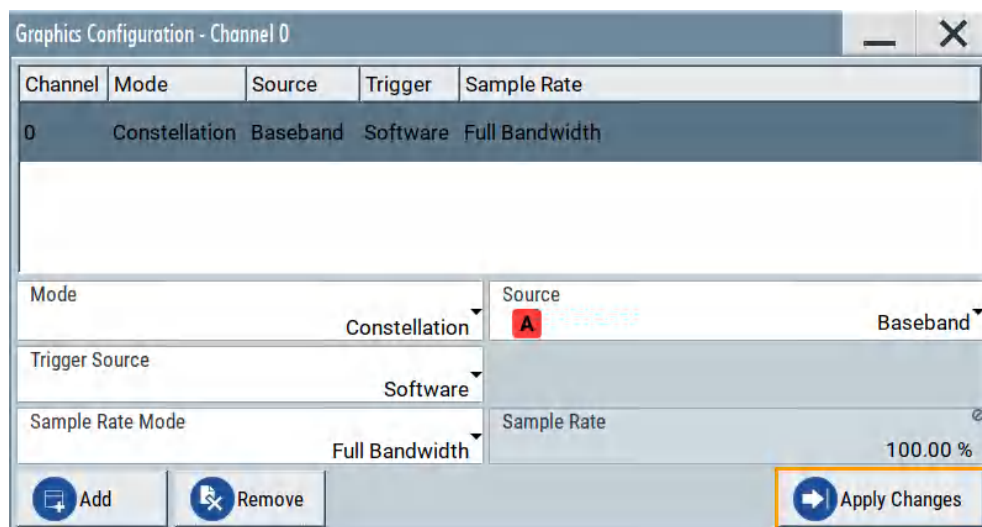 Graphics Configuration - Channel 0
Channel Mode Source Trigger Sample Rate
0 Constellation Baseband Software Full Bandwidth
Mode Source
Constellation A Baseband
Trigger Source
Software
Sample Rate Mode Sample Rate
Full Bandwidth 100.00 %
Add Remove Apply Changes